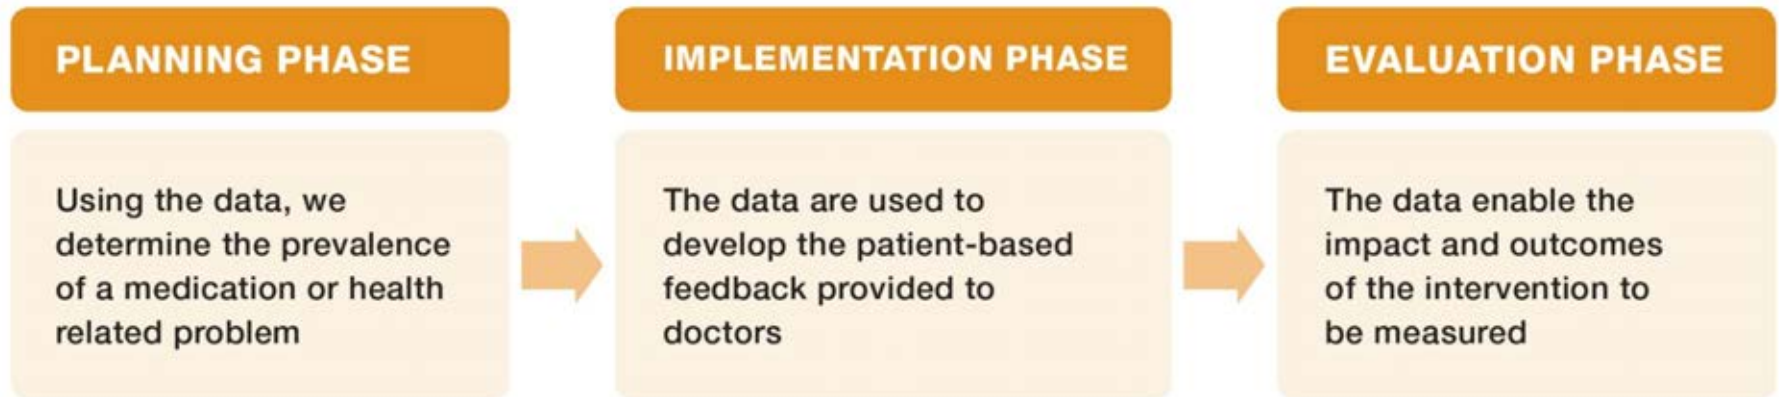 PLANNING PHASE
Using the data, we
determine the prevalence
of a medication or health
related problem
IMPLEMENTATION PHASE
The data are used to
develop the patient-based
feedback provided to
doctors
EVALUATION PHASE
The data enable the
impact and outcomes
of the intervention to
be measured